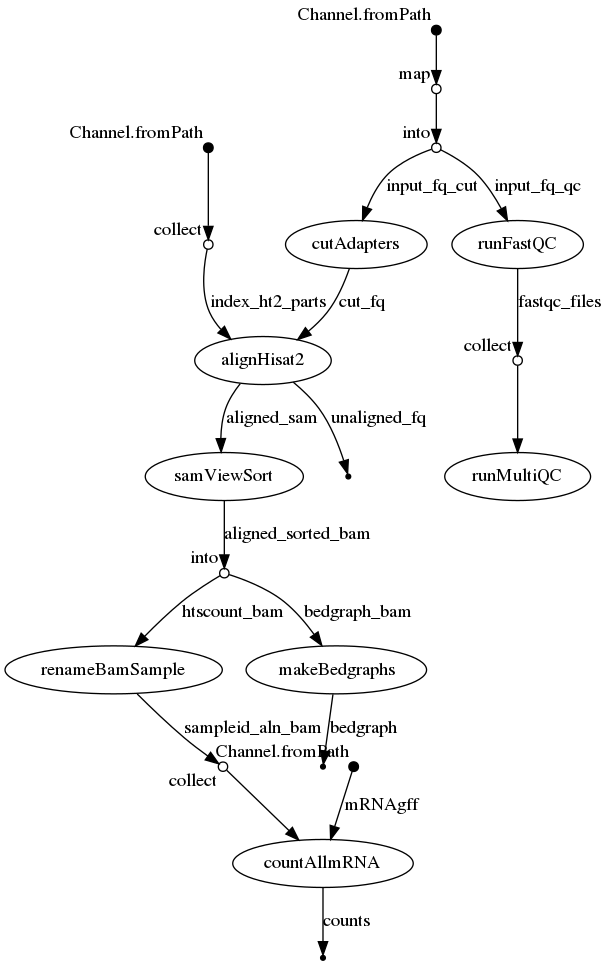 Channel.fromPath
map
into
Channel.fromPath
input_fq_cut
input_fq_qc
collect
cutAdapters
runFastQC
index_ht2_parts
cut_fq
fastqc_files
collect
alignHisat2
aligned_sam
unaligned_fq
samViewSort
runMultiQC
aligned_sorted_bam
into
htscount_bam
bedgraph_bam
renameBamSample
makeBedgraphs
sampleid_aln_bam
bedgraph
Channel.fromPath
collect
mRNAgff
countAllmRNA
counts